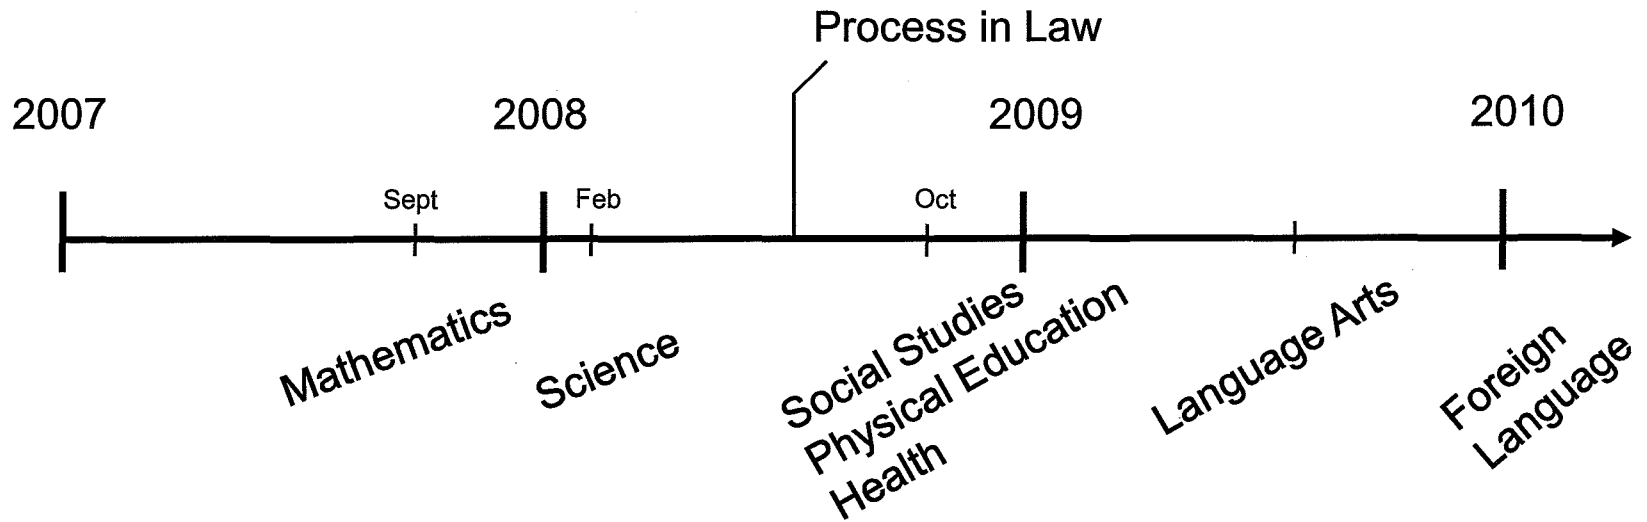 Process in Law
2007
2008
2009
2010
Sept
Feb
Oct
Mathematics
Science
Social Studies
Physical Education
Health
Language Arts
Foreign
Language